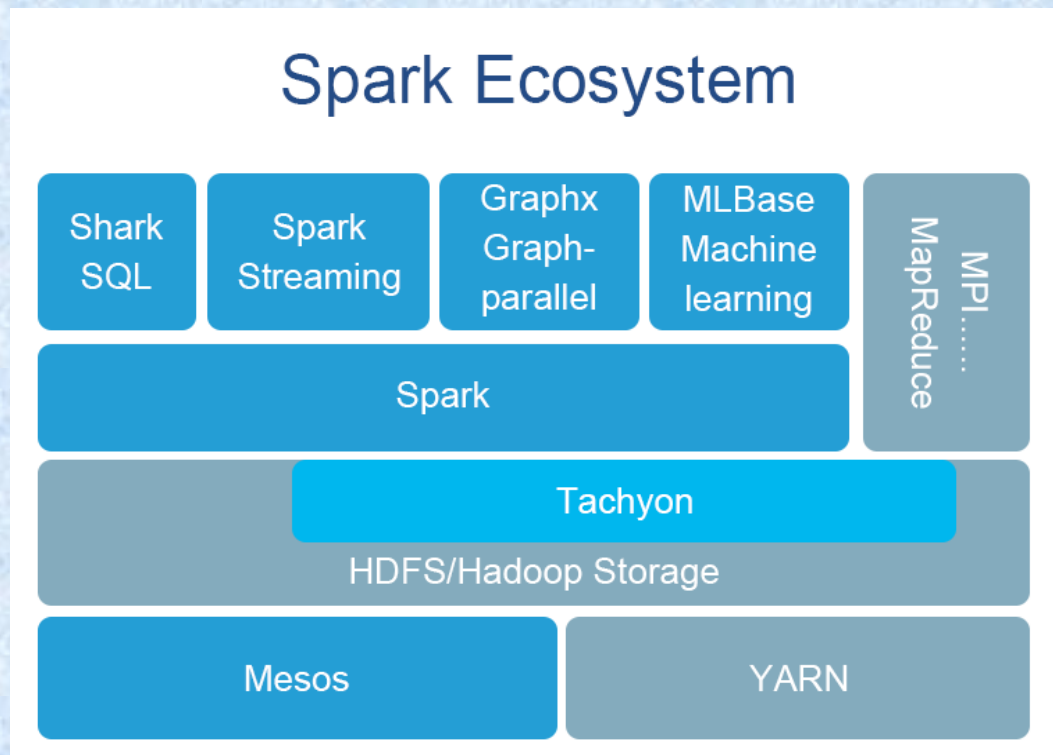 Spark Ecosystem
Shark
SQL
Spark
Streaming
Graphx
Graph-
parallel
MLBase
Machine
learning
MPI......
MapReduce
Spark
Tachyon
HDFS/Hadoop Storage
Mesos
YARN